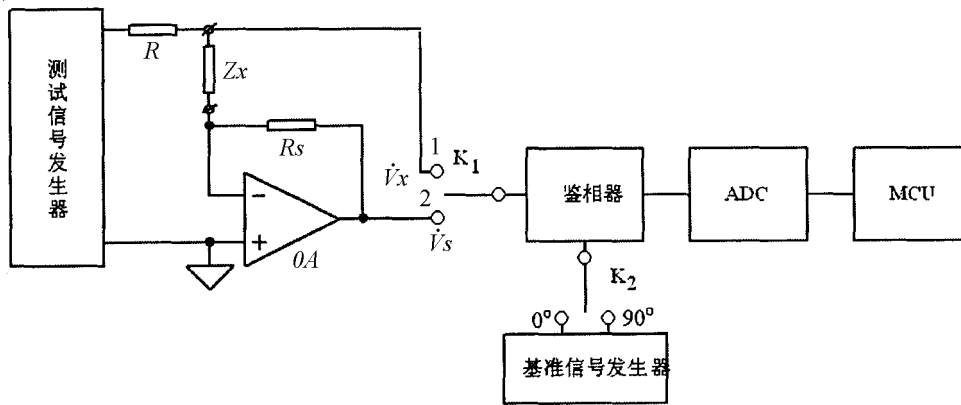 测试信号发生器
R
Zx
Rs
−
+
0A
1
K1
V̇x
2
V̇s
鉴相器
ADC
MCU
K2
0°
90°
基准信号发生器